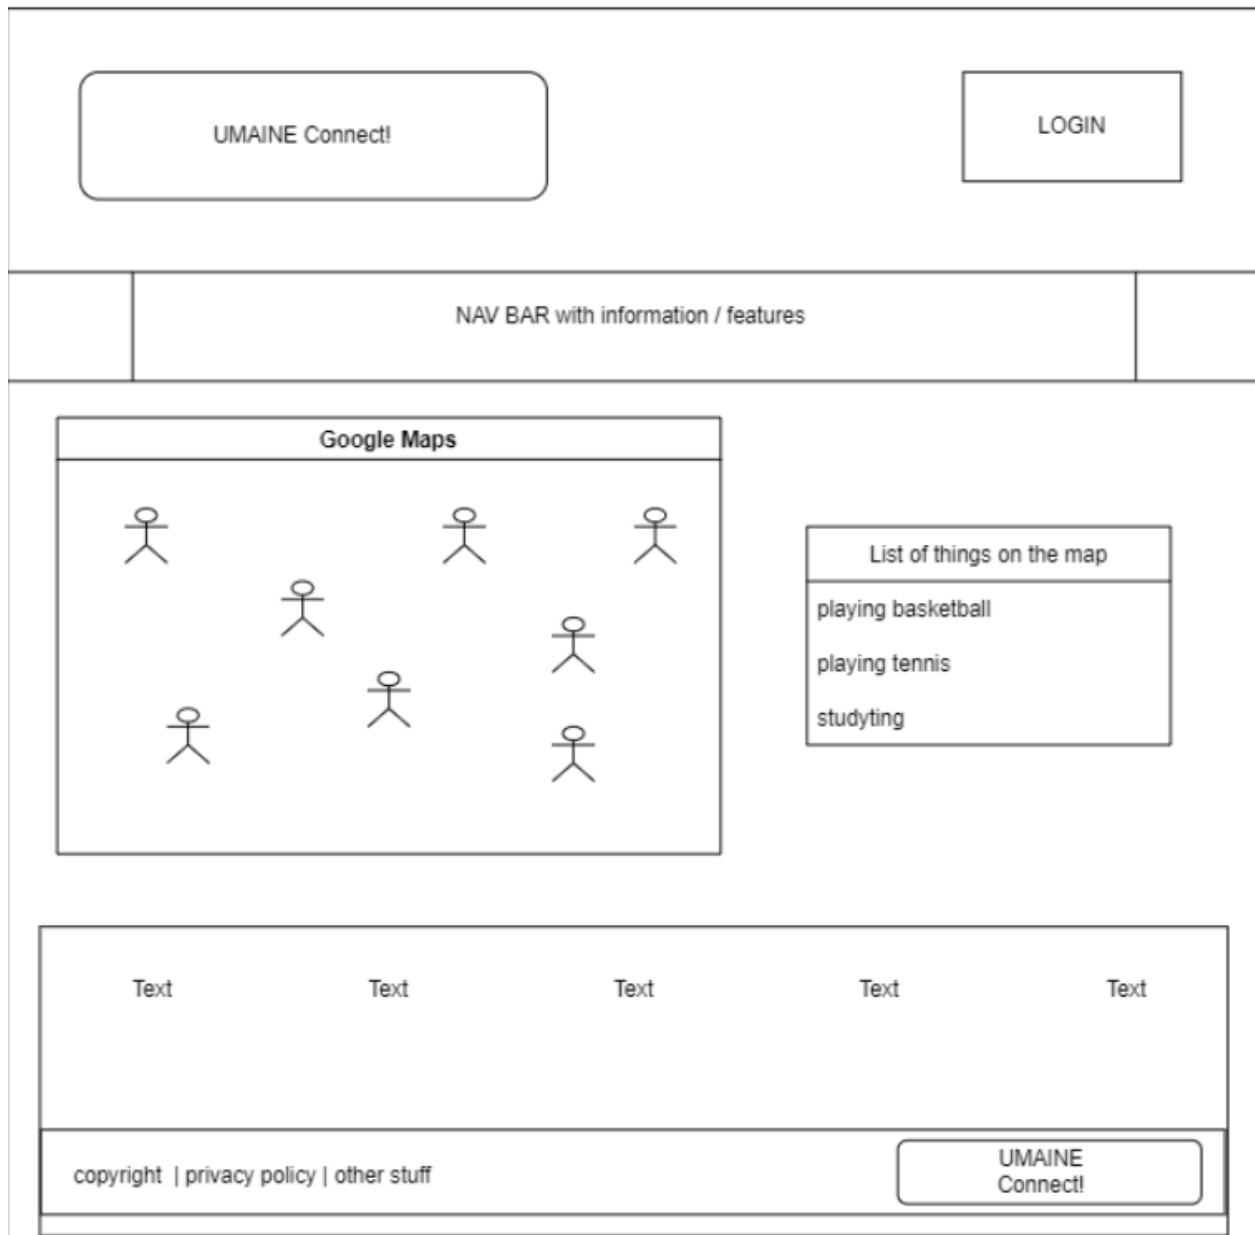 UMAINE Connect!
LOGIN
NAV BAR with information / features
Google Maps
List of things on the map
playing basketball
playing tennis
studyting
Text
Text
Text
Text
Text
copyright | privacy policy | other stuff
UMAINE
Connect!